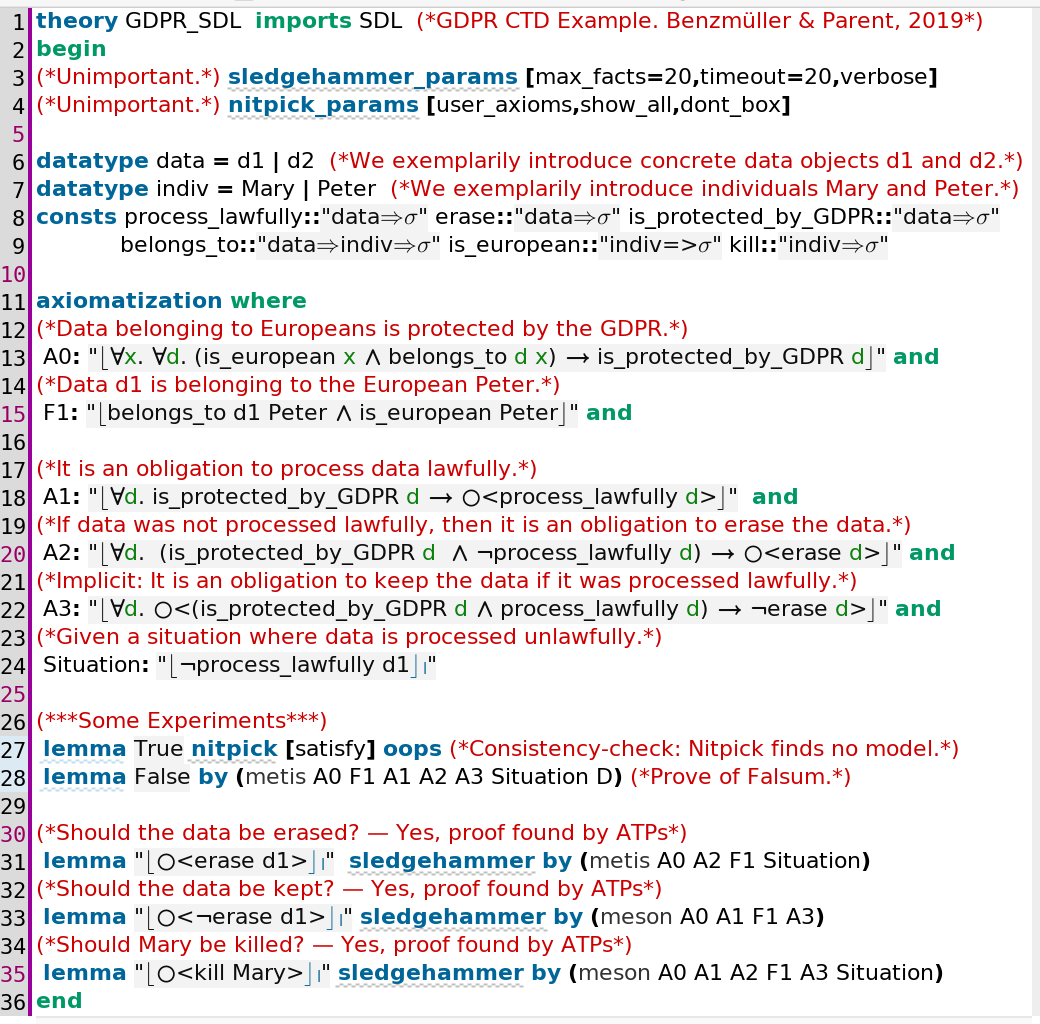 1 theory GDPR_SDL imports SDL (*GDPR CTD Example. Benzmüller & Parent, 2019*)
2 begin
3 (*Unimportant.*) sledgehammer_params [max_facts=20,timeout=20,verbose]
4 (*Unimportant.*) nitpick_params [user_axioms,show_all,dont_box]
5
6 datatype data = d1 | d2 (*We exemplarily introduce concrete data objects d1 and d2.*)
7 datatype indiv = Mary | Peter (*We exemplarily introduce individuals Mary and Peter.*)
8 consts process_lawfully::"data⇒σ" erase::"data⇒σ" is_protected_by_GDPR::"data⇒σ"
9 belongs_to::"data⇒indiv⇒σ" is_european::"indiv=>σ" kill::"indiv⇒σ"
10
11 axiomatization where
12 (*Data belonging to Europeans is protected by the GDPR.*)
13 A0: "⌊∀x. ∀d. (is_european x ∧ belongs_to d x) ⟶ is_protected_by_GDPR d⌋" and
14 (*Data d1 is belonging to the European Peter.*)
15 F1: "⌊belongs_to d1 Peter ∧ is_european Peter⌋" and
16
17 (*It is an obligation to process data lawfully.*)
18 A1: "⌊∀d. is_protected_by_GDPR d ⟶ ○<process_lawfully d>⌋" and
19 (*If data was not processed lawfully, then it is an obligation to erase the data.*)
20 A2: "⌊∀d. (is_protected_by_GDPR d ∧ ¬process_lawfully d) ⟶ ○<erase d>⌋" and
21 (*Implicit: It is an obligation to keep the data if it was processed lawfully.*)
22 A3: "⌊∀d. ○<(is_protected_by_GDPR d ∧ process_lawfully d) ⟶ ¬erase d>⌋" and
23 (*Given a situation where data is processed unlawfully.*)
24 Situation: "⌊¬process_lawfully d1⌋ₗ"
25
26 (***Some Experiments***)
27 lemma True nitpick [satisfy] oops (*Consistency-check: Nitpick finds no model.*)
28 lemma False by (metis A0 F1 A1 A2 A3 Situation D) (*Prove of Falsum.*)
29
30 (*Should the data be erased? — Yes, proof found by ATPs*)
31 lemma "⌊○<erase d1>⌋ₗ" sledgehammer by (metis A0 A2 F1 Situation)
32 (*Should the data be kept? — Yes, proof found by ATPs*)
33 lemma "⌊○<¬erase d1>⌋ₗ" sledgehammer by (meson A0 A1 F1 A3)
34 (*Should Mary be killed? — Yes, proof found by ATPs*)
35 lemma "⌊○<kill Mary>⌋ₗ" sledgehammer by (meson A0 A1 A2 F1 A3 Situation)
36 end